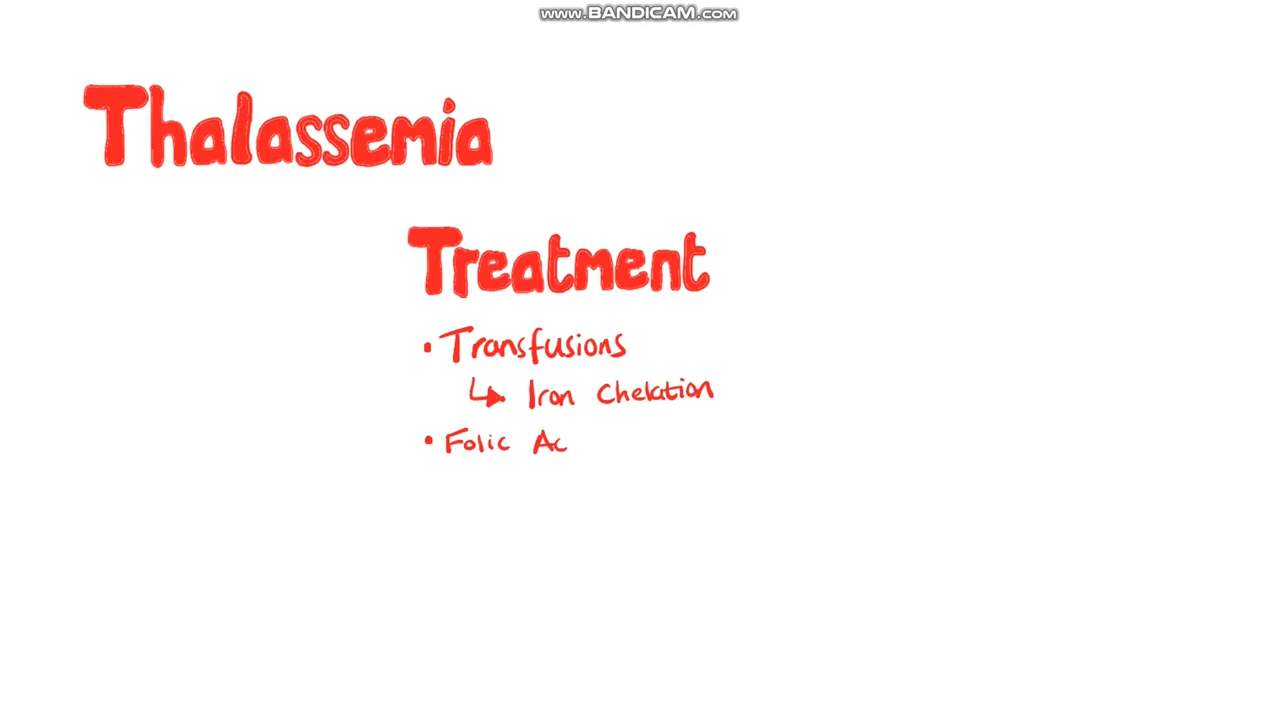 www.BANDICAM.com
Thalassemia
Treatment
• Transfusions
↳ Iron Chelation
• Folic Ac